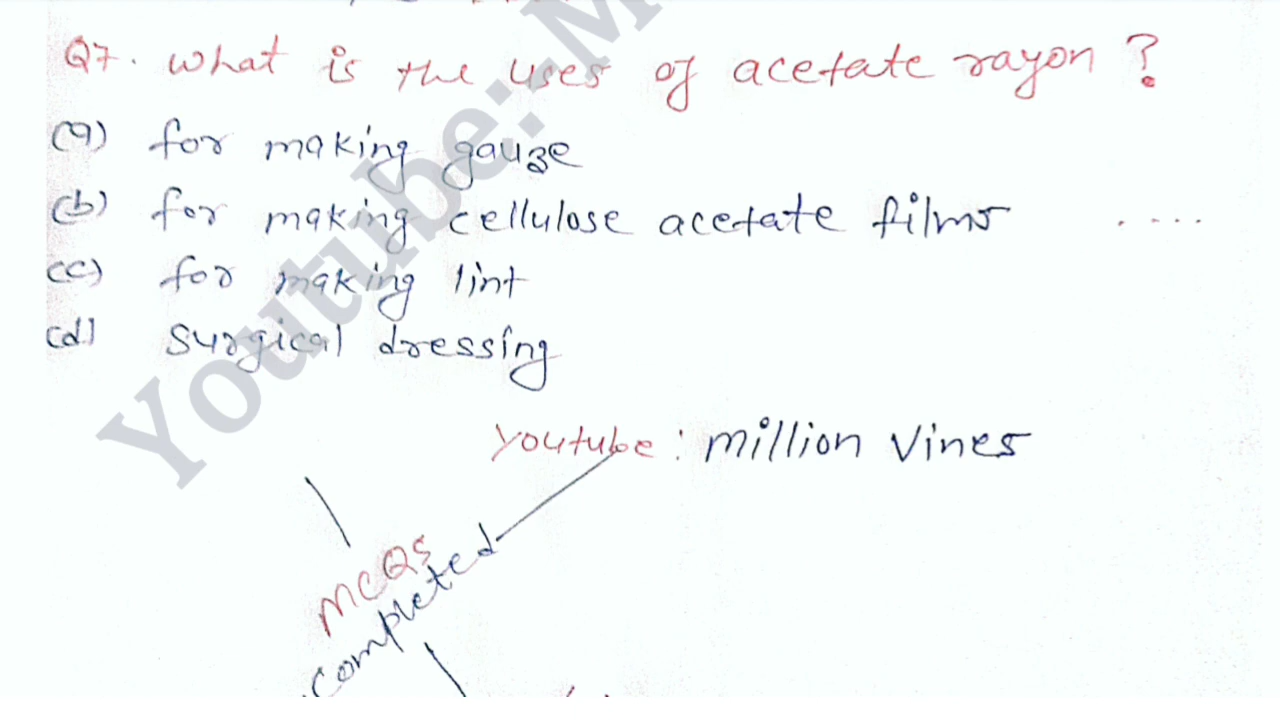 Q7. What is the uses of acetate rayon ?
(a) for making gauze
(b) for making cellulose acetate films ....
(c) for making lint
(d) surgical dressing
Youtube: M
Youtube : million Vines
MCQs
completed